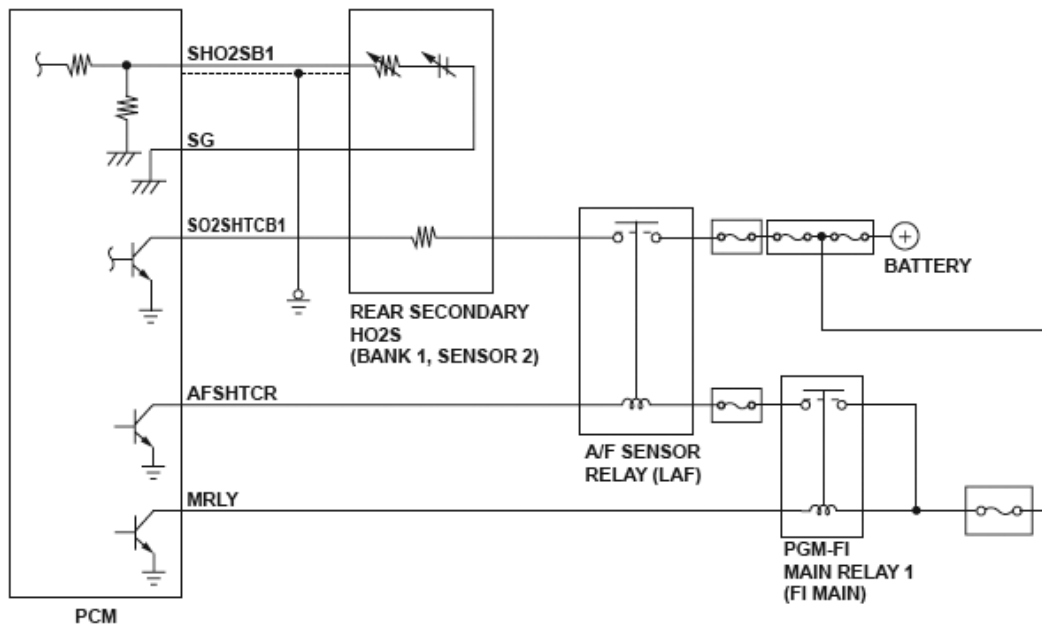 SHO2SB1
SG
SO2SHTCB1
BATTERY
REAR SECONDARY
HO2S
(BANK 1, SENSOR 2)
AFSHTCR
A/F SENSOR
RELAY (LAF)
MRLY
PGM-FI
MAIN RELAY 1
(FI MAIN)
PCM